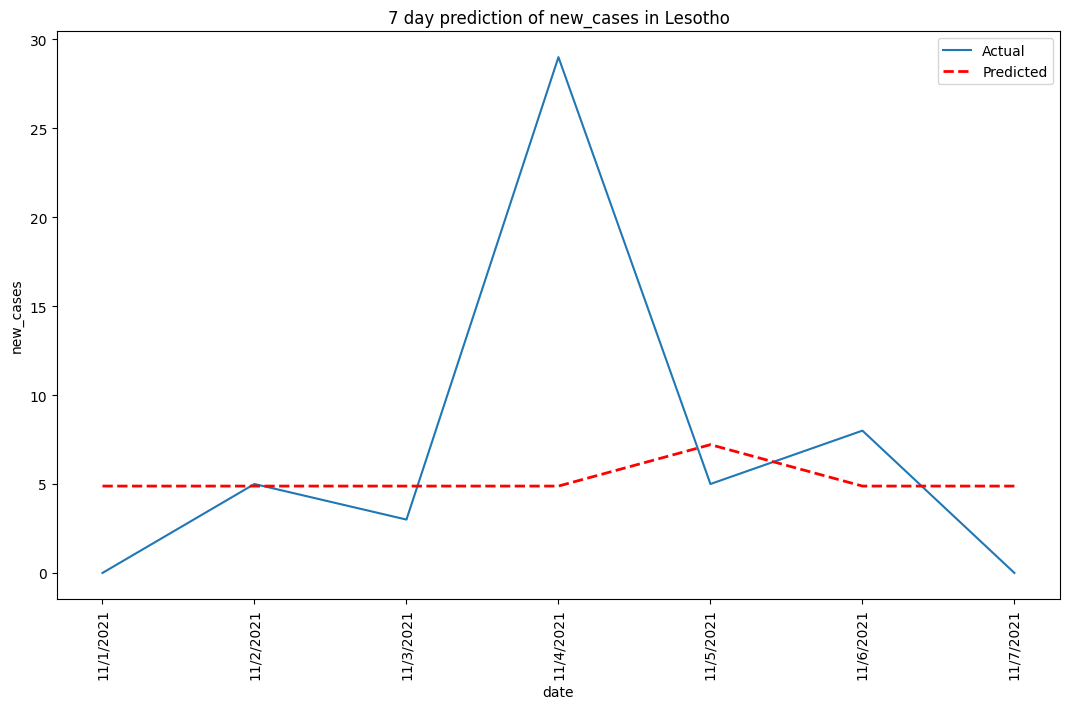 7 day prediction of new_cases in Lesotho
Actual
Predicted
30
25
20
15
10
5
0
new_cases
11/1/2021
11/2/2021
11/3/2021
11/4/2021
11/5/2021
11/6/2021
11/7/2021
date